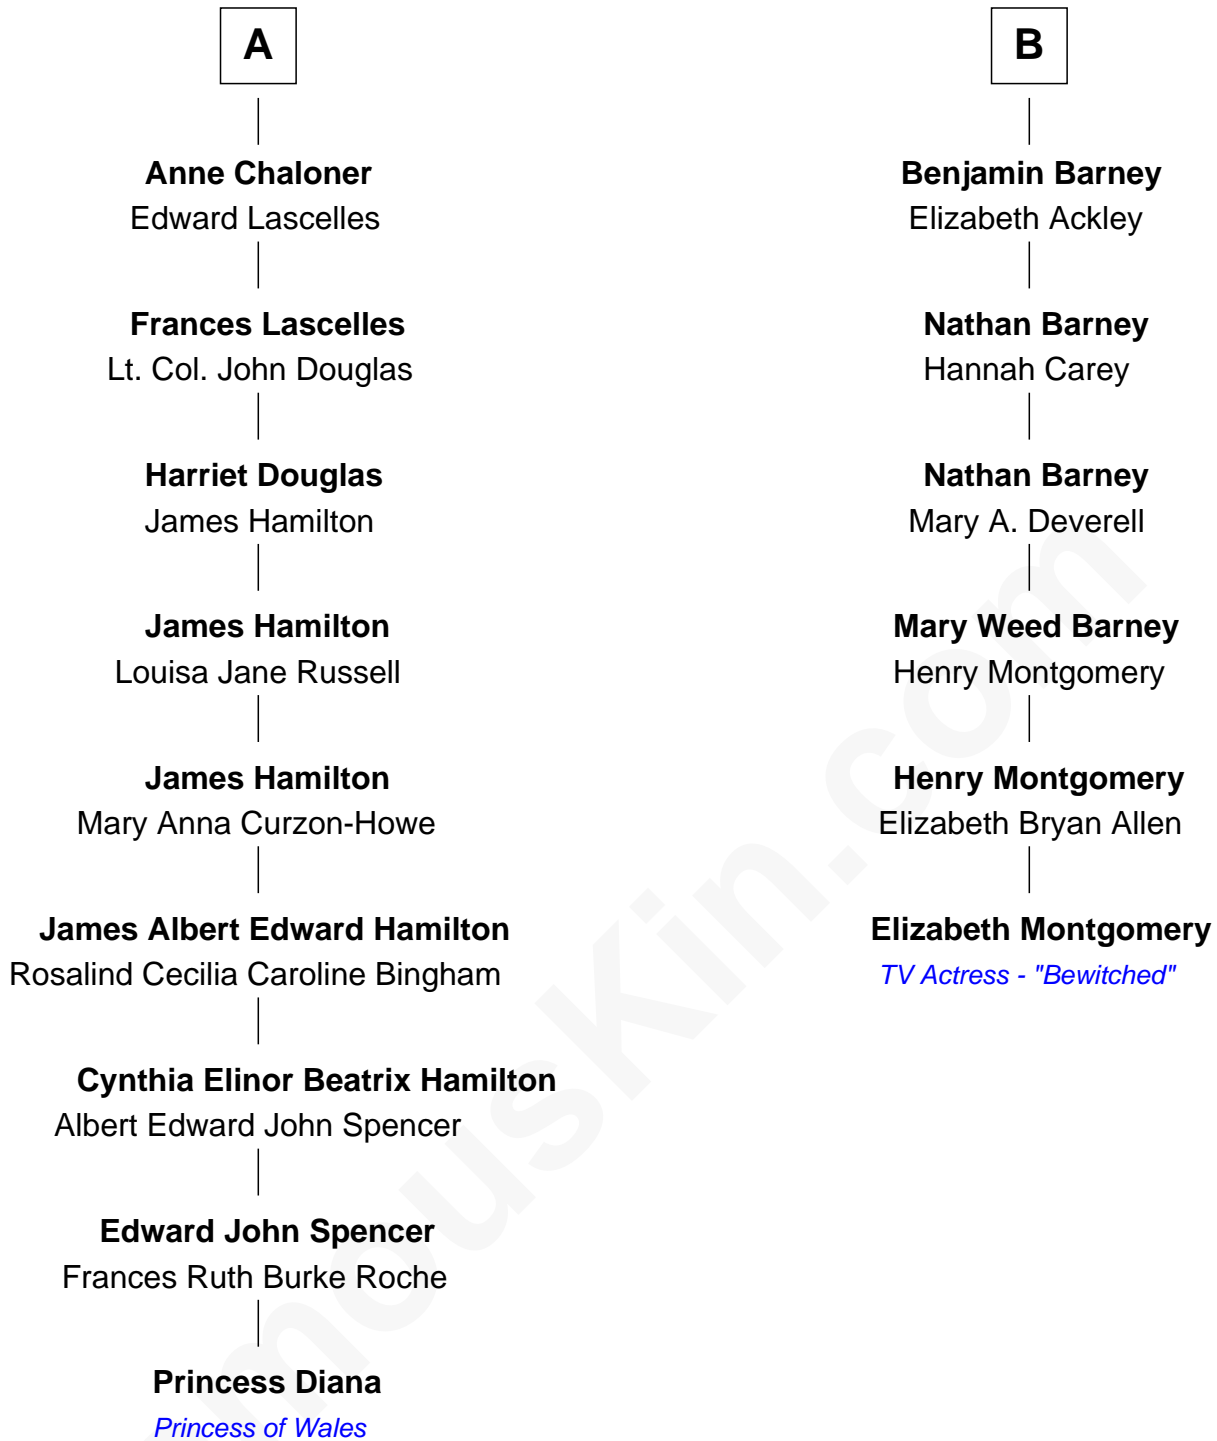 A
Anne Chaloner
Edward Lascelles
Frances Lascelles
Lt. Col. John Douglas
Harriet Douglas
James Hamilton
James Hamilton
Louisa Jane Russell
James Hamilton
Mary Anna Curzon-Howe
James Albert Edward Hamilton
Rosalind Cecilia Caroline Bingham
Cynthia Elinor Beatrix Hamilton
Albert Edward John Spencer
Edward John Spencer
Frances Ruth Burke Roche
Princess Diana
Princess of Wales
B
Benjamin Barney
Elizabeth Ackley
Nathan Barney
Hannah Carey
Nathan Barney
Mary A. Deverell
Mary Weed Barney
Henry Montgomery
Henry Montgomery
Elizabeth Bryan Allen
Elizabeth Montgomery
TV Actress - "Bewitched"
mousKin.com